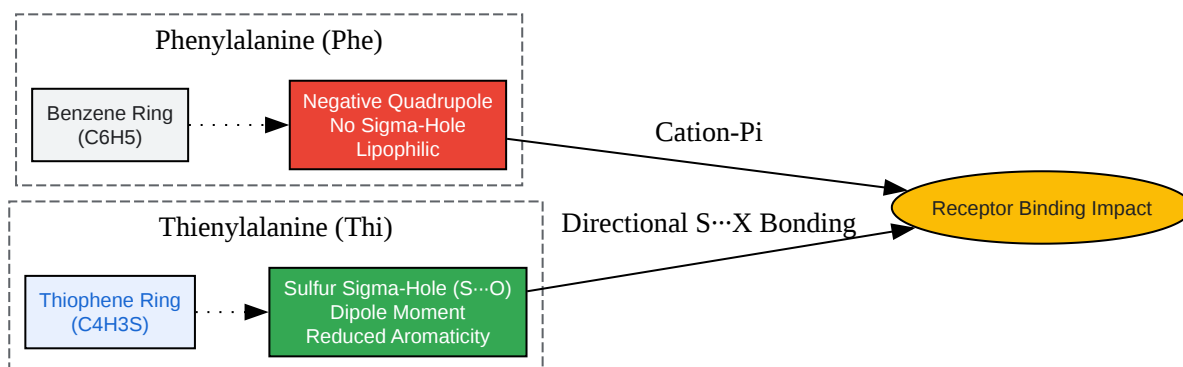 Phenylalanine (Phe)
Benzene Ring
(C6H5)
Negative Quadrupole
No Sigma-Hole
Lipophilic
Cation-Pi
Receptor Binding Impact
Thienylalanine (Thi)
Directional S···X Bonding
Thiophene Ring
(C4H3S)
Sulfur Sigma-Hole (S···O)
Dipole Moment
Reduced Aromaticity